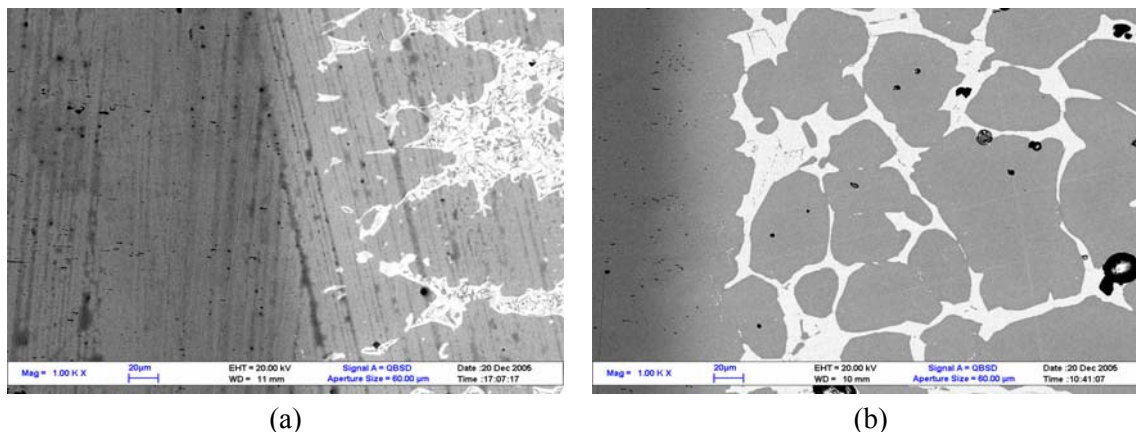 Mag = 1.00 K X
20µm
EHT = 20.00 kV
WD = 11 mm
Signal A = QBSD
Aperture Size = 60.00 µm
Date :20 Dec 2005
Time :17:07:17
(a)
Mag = 1.00 K X
20µm
EHT = 20.00 kV
WD = 10 mm
Signal A = QBSD
Aperture Size = 60.00 µm
Date :20 Dec 2005
Time :10:41:07
(b)